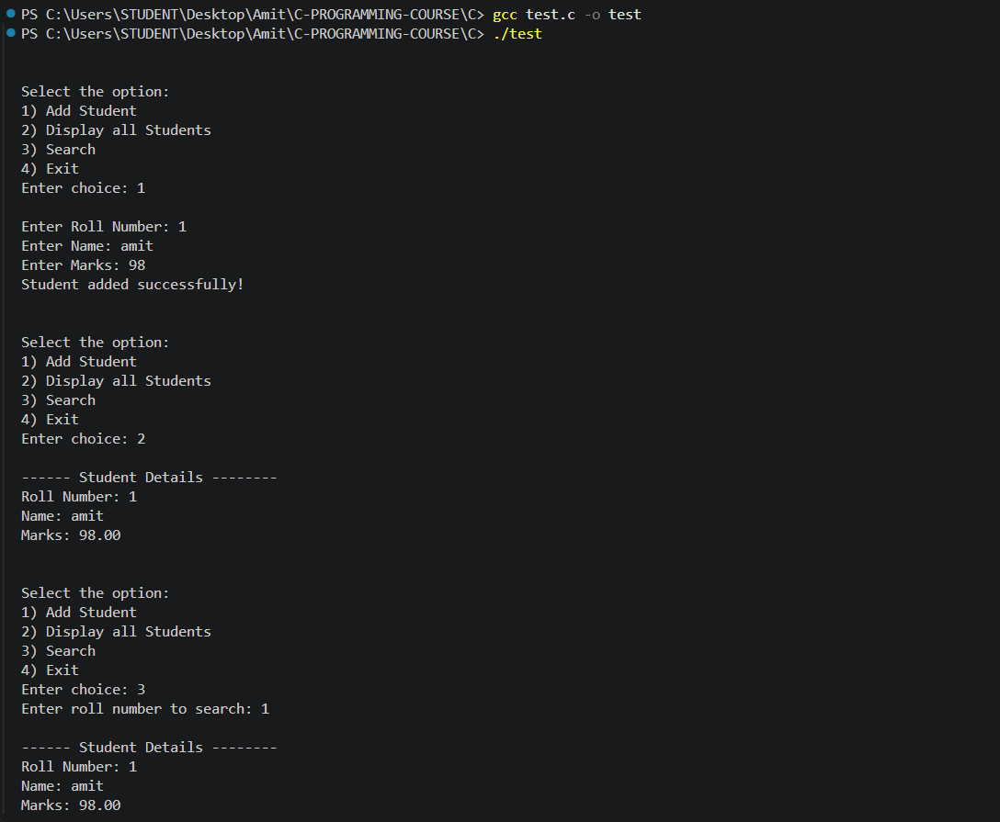 PS C:\Users\STUDENT\Desktop\Amit\C-PROGRAMMING-COURSE\C> gcc test.c -o test
PS C:\Users\STUDENT\Desktop\Amit\C-PROGRAMMING-COURSE\C> ./test
Select the option:
1) Add Student
2) Display all Students
3) Search
4) Exit
Enter choice: 1
Enter Roll Number: 1
Enter Name: amit
Enter Marks: 98
Student added successfully!
Select the option:
1) Add Student
2) Display all Students
3) Search
4) Exit
Enter choice: 2
------ Student Details --------
Roll Number: 1
Name: amit
Marks: 98.00
Select the option:
1) Add Student
2) Display all Students
3) Search
4) Exit
Enter choice: 3
Enter roll number to search: 1
------ Student Details --------
Roll Number: 1
Name: amit
Marks: 98.00